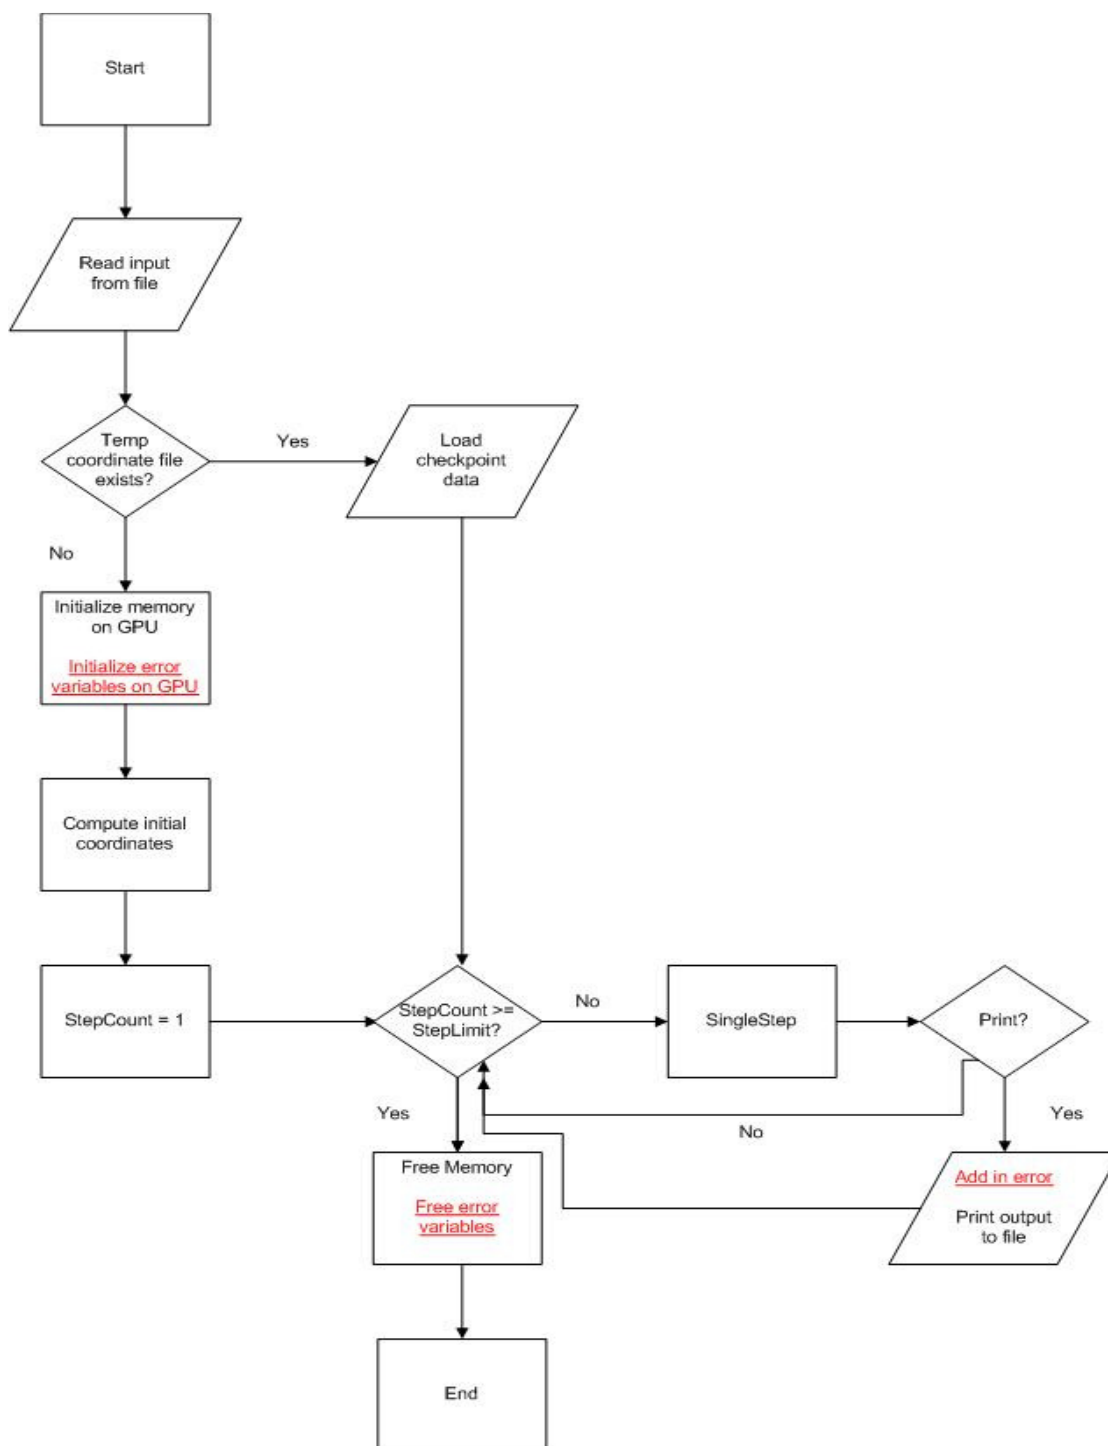 Start
Read input
from file
Temp
coordinate file
exists?
Yes
Load
checkpoint
data
No
Initialize memory
on GPU
Initialize error
variables on GPU
Compute initial
coordinates
StepCount = 1
StepCount >=
StepLimit?
No
SingleStep
Print?
Yes
No
Yes
Free Memory
Free error
variables
Add in error
Print output
to file
End